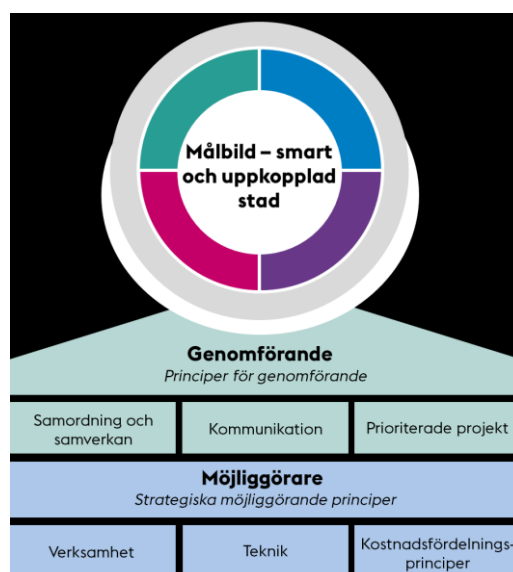 Målbild – smart
och uppkopplad
stad
Genomförande
Principer för genomförande
Samordning och
samverkan
Kommunikation
Prioriterade projekt
Möjliggörare
Strategiska möjliggörande principer
Verksamhet
Teknik
Kostnadsfördelnings-
principer